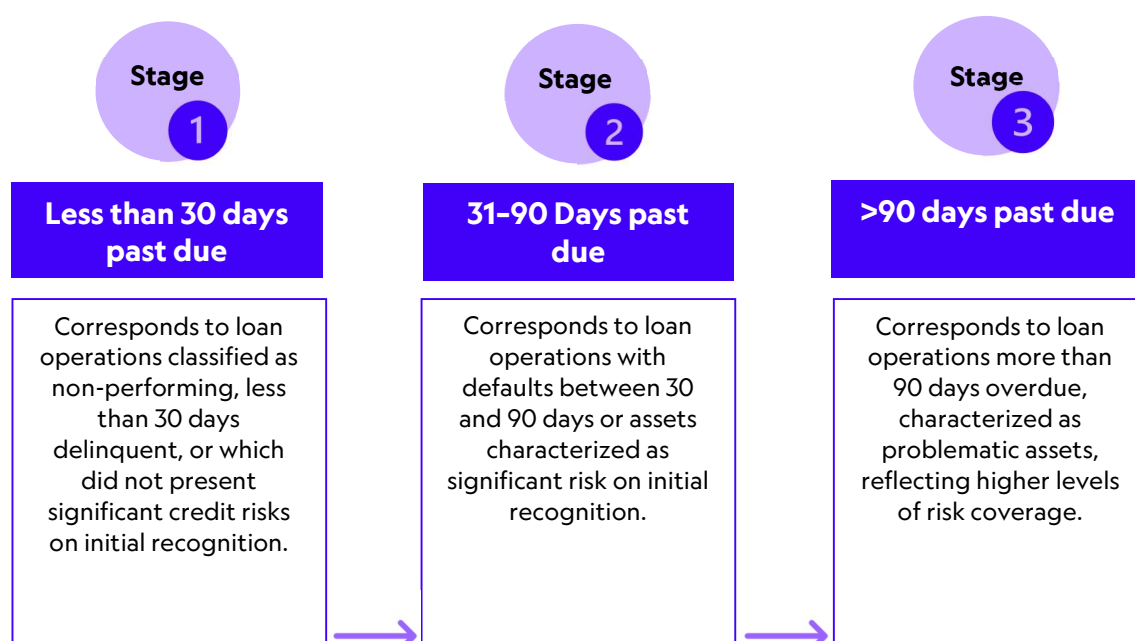 Stage
1
Less than 30 days
past due
Corresponds to loan
operations classified as
non-performing, less
than 30 days
delinquent, or which
did not present
significant credit risks
on initial recognition.
Stage
2
31-90 Days past
due
Corresponds to loan
operations with
defaults between 30
and 90 days or assets
characterized as
significant risk on initial
recognition.
Stage
3
>90 days past due
Corresponds to loan
operations more than
90 days overdue,
characterized as
problematic assets,
reflecting higher levels
of risk coverage.